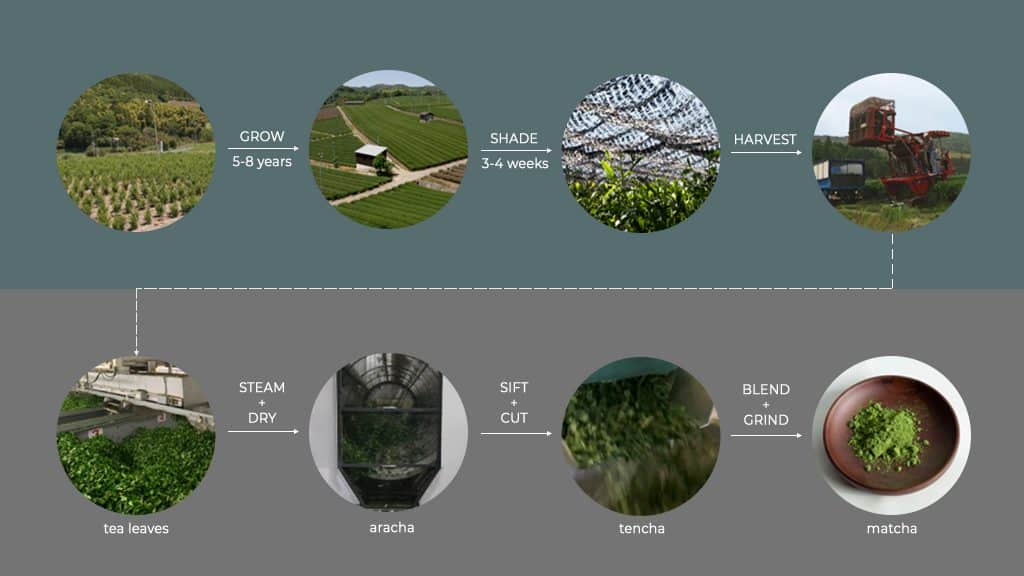 GROW
5-8 years
SHADE
3-4 weeks
HARVEST
STEAM
+
DRY
SIFT
+
CUT
BLEND
+
GRIND
tea leaves
aracha
tencha
matcha